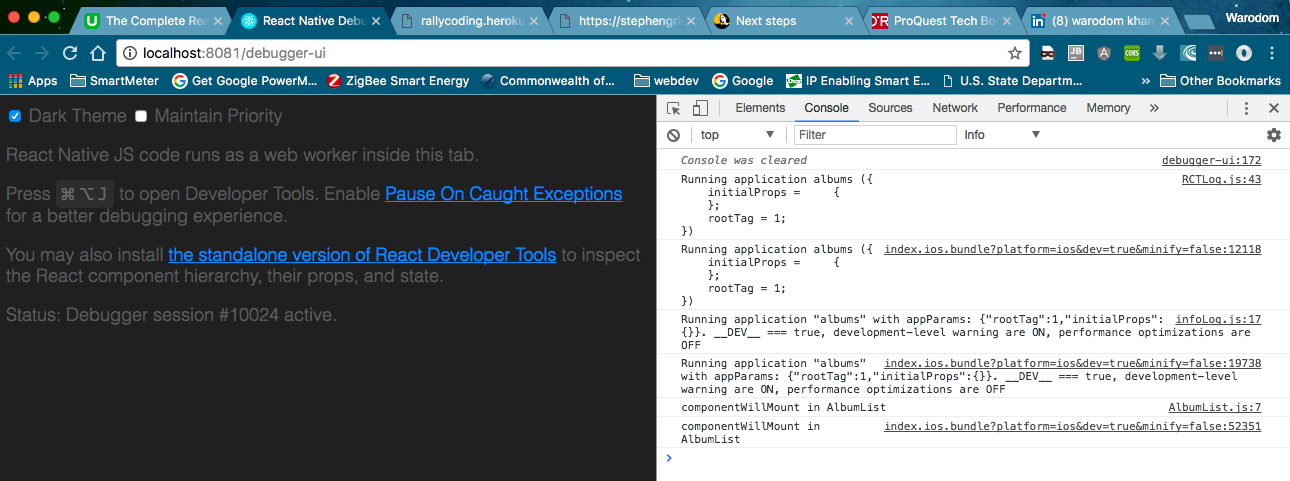 The Complete Rea
React Native Debu
rallycoding.heroku
https://stephengri
Next steps
ProQuest Tech Bo
(8) warodom kham
Warodom
localhost:8081/debugger-ui
Apps
SmartMeter
Get Google PowerM...
ZigBee Smart Energy
Commonwealth of...
webdev
Google
IP Enabling Smart E...
U.S. State Departm...
»
Other Bookmarks
Dark Theme
Maintain Priority
React Native JS code runs as a web worker inside this tab.
Press ⌘⌥J to open Developer Tools. Enable Pause On Caught Exceptions
for a better debugging experience.
You may also install the standalone version of React Developer Tools to inspect
the React component hierarchy, their props, and state.
Status: Debugger session #10024 active.
Elements Console Sources Network Performance Memory »
top
Filter
Info
Console was cleared debugger-ui:172
Running application albums ({ RCTLog.js:43
initialProps = {
};
rootTag = 1;
})
Running application albums ({ index.ios.bundle?platform=ios&dev=true&minify=false:12118
initialProps = {
};
rootTag = 1;
})
Running application "albums" with appParams: {"rootTag":1,"initialProps": infoLog.js:17
{}}. __DEV__ === true, development-level warning are ON, performance optimizations are
OFF
Running application "albums" index.ios.bundle?platform=ios&dev=true&minify=false:19738
with appParams: {"rootTag":1,"initialProps":{}}. __DEV__ === true, development-level
warning are ON, performance optimizations are OFF
componentWillMount in AlbumList AlbumList.js:7
componentWillMount in index.ios.bundle?platform=ios&dev=true&minify=false:52351
AlbumList